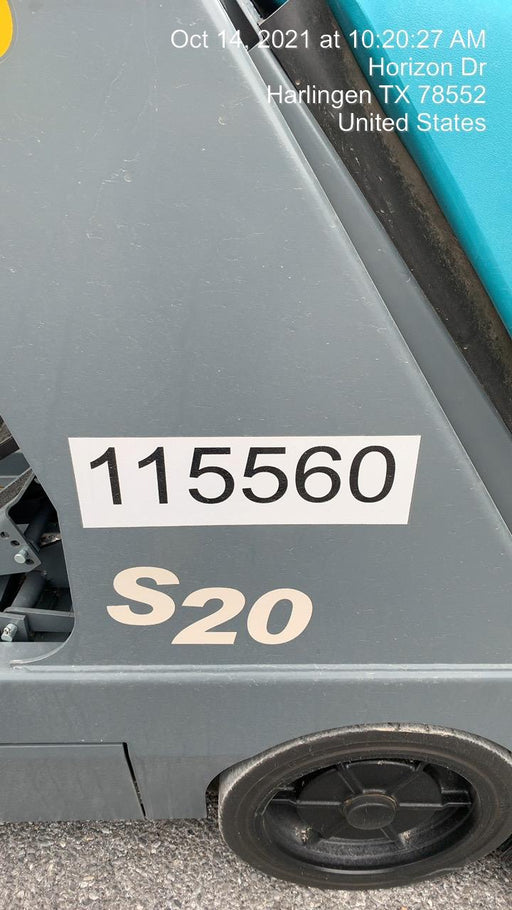 Oct 14, 2021 at 10:20:27 AM
Horizon Dr
Harlingen TX 78552
United States
115560
S20